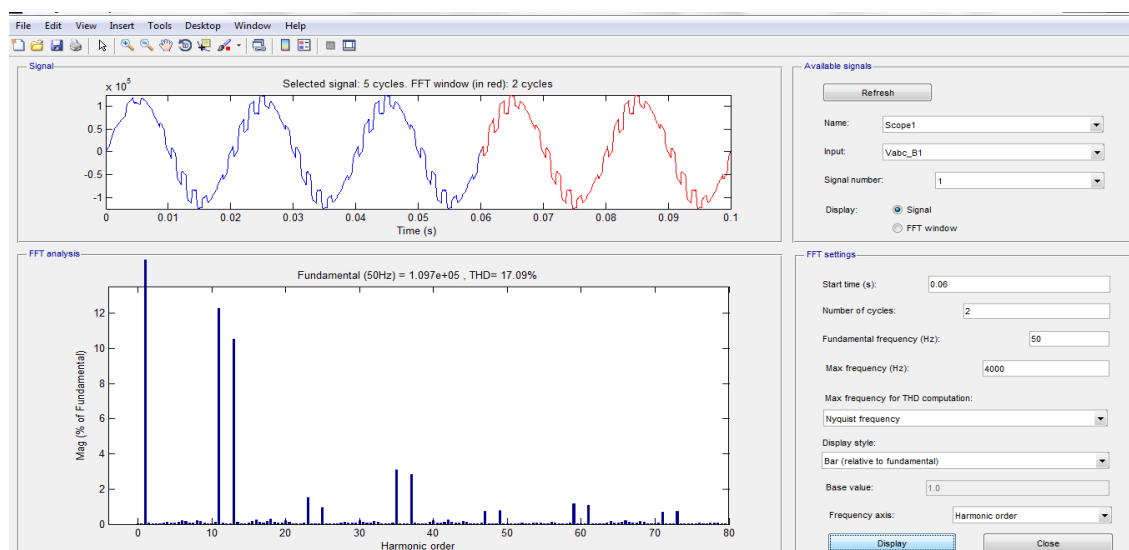 File Edit View Insert Tools Desktop Window Help
Signal
Selected signal: 5 cycles. FFT window (in red): 2 cycles
x 10^5
1
0.5
0
-0.5
-1
0 0.01 0.02 0.03 0.04 0.05 0.06 0.07 0.08 0.09 0.1
Time (s)
FFT analysis
Fundamental (50Hz) = 1.097e+05 , THD= 17.09%
12
10
8
6
4
2
0
Mag (% of Fundamental)
0 10 20 30 40 50 60 70 80
Harmonic order
Available signals
Refresh
Name: Scope1
Input: Vabc_B1
Signal number: 1
Display: Signal
FFT window
FFT settings
Start time (s): 0.06
Number of cycles: 2
Fundamental frequency (Hz): 50
Max frequency (Hz): 4000
Max frequency for THD computation:
Nyquist frequency
Display style:
Bar (relative to fundamental)
Base value: 1.0
Frequency axis: Harmonic order
Display Close